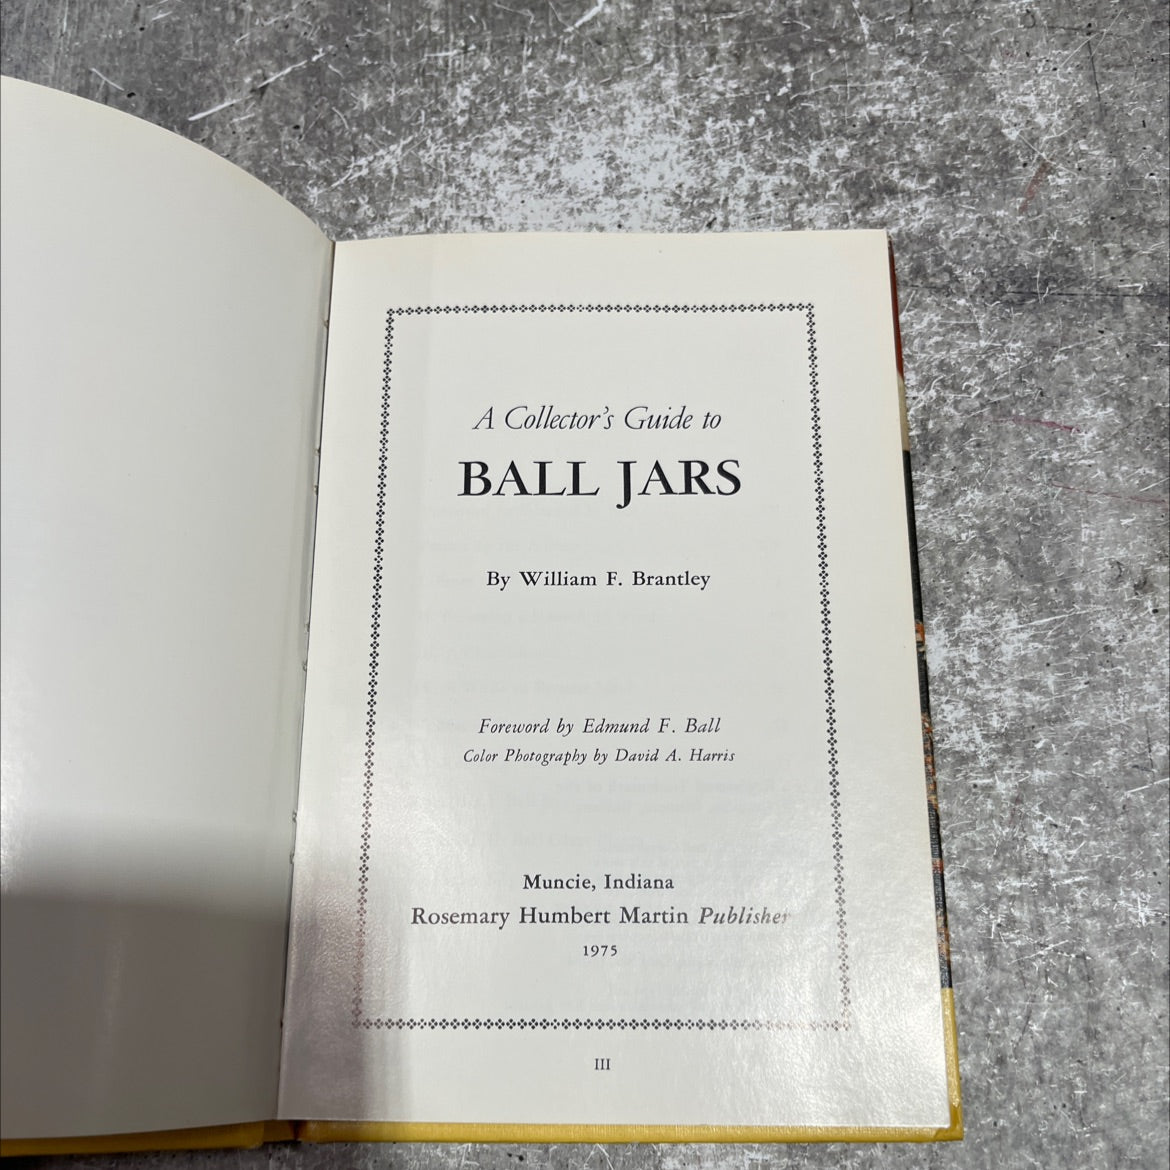 A Collector's Guide to
BALL JARS
By William F. Brantley
Foreword by Edmund F. Ball
Color Photography by David A. Harris
Muncie, Indiana
Rosemary Humbert Martin Publisher
1975
III